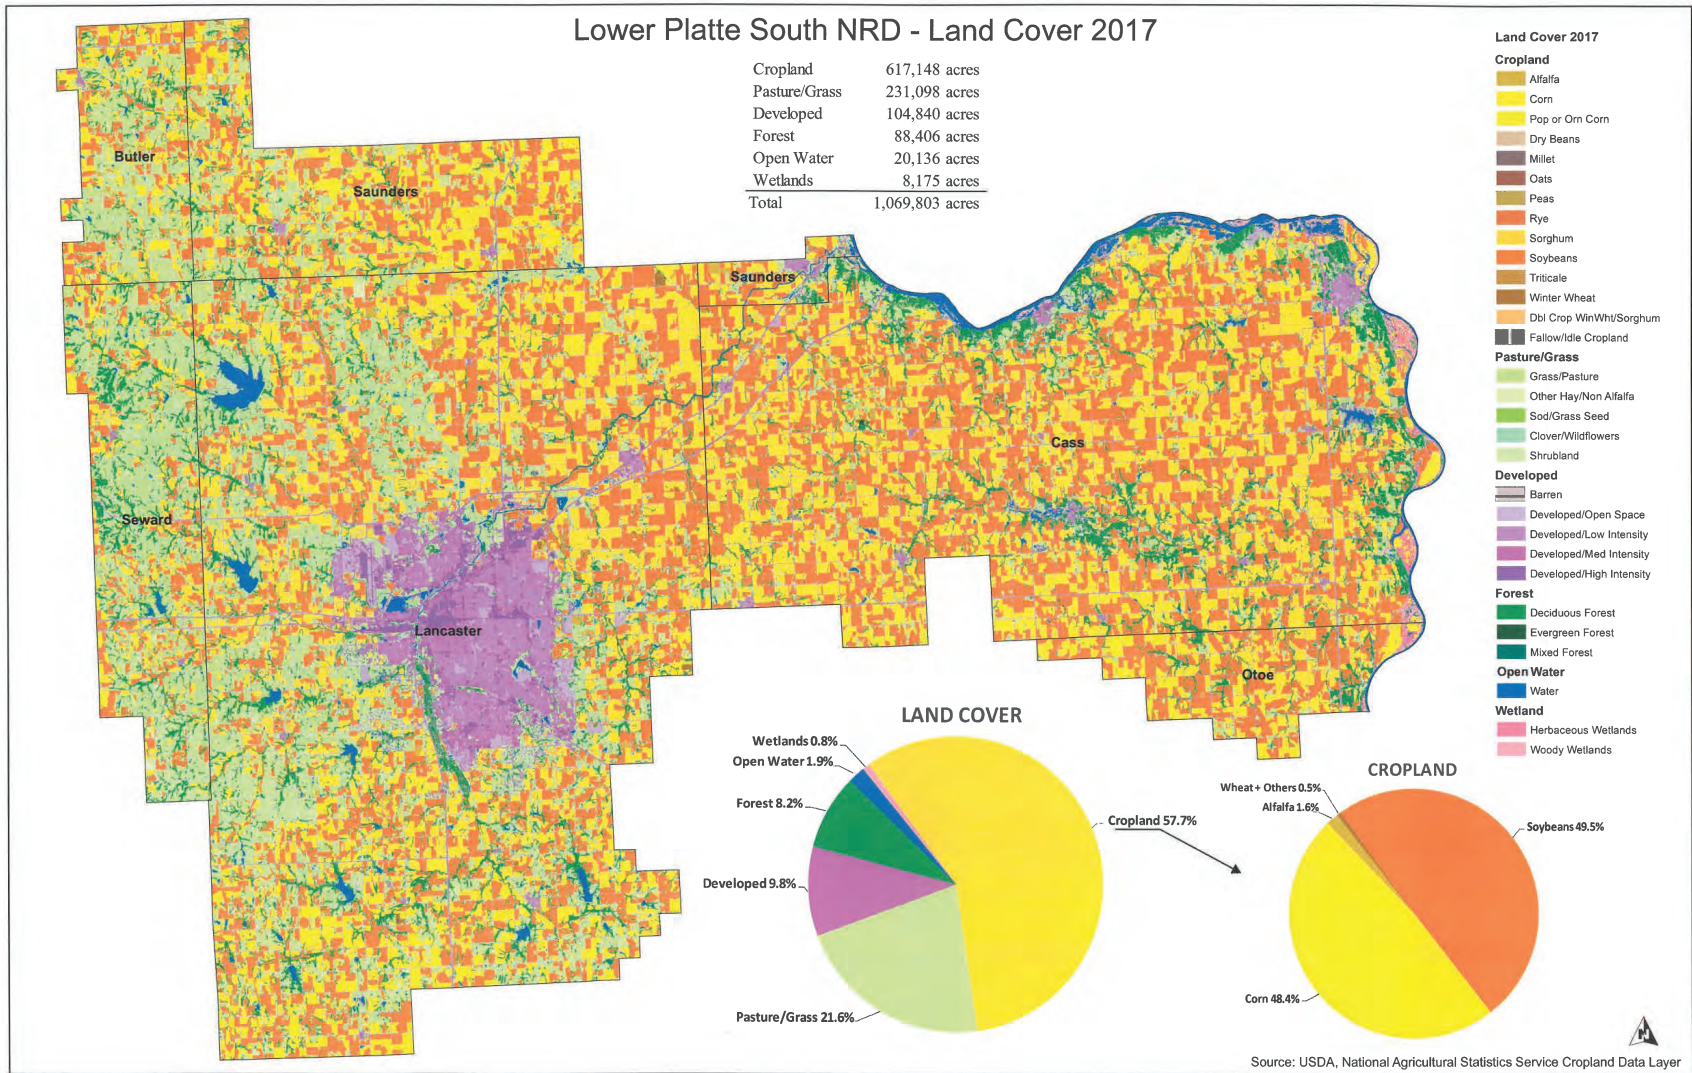 Lower Platte South NRD - Land Cover 2017
Cropland 617,148 acres
Pasture/Grass 231,098 acres
Developed 104,840 acres
Forest 88,406 acres
Open Water 20,136 acres
Wetlands 8,175 acres
Total 1,069,803 acres
Butler
Saunders
Saunders
Cass
Seward
Lancaster
Otoe
Land Cover 2017
Cropland
Alfalfa
Corn
Pop or Orn Corn
Dry Beans
Millet
Oats
Peas
Rye
Sorghum
Soybeans
Triticale
Winter Wheat
Dbl Crop WinWht/Sorghum
Fallow/Idle Cropland
Pasture/Grass
Grass/Pasture
Other Hay/Non Alfalfa
Sod/Grass Seed
Clover/Wildflowers
Shrubland
Developed
Barren
Developed/Open Space
Developed/Low Intensity
Developed/Med Intensity
Developed/High Intensity
Forest
Deciduous Forest
Evergreen Forest
Mixed Forest
Open Water
Water
Wetland
Herbaceous Wetlands
Woody Wetlands
LAND COVER
Wetlands 0.8%
Open Water 1.9%
Forest 8.2%
Developed 9.8%
Pasture/Grass 21.6%
Cropland 57.7%
CROPLAND
Wheat + Others 0.5%
Alfalfa 1.6%
Soybeans 49.5%
Corn 48.4%
N
Source: USDA, National Agricultural Statistics Service Cropland Data Layer